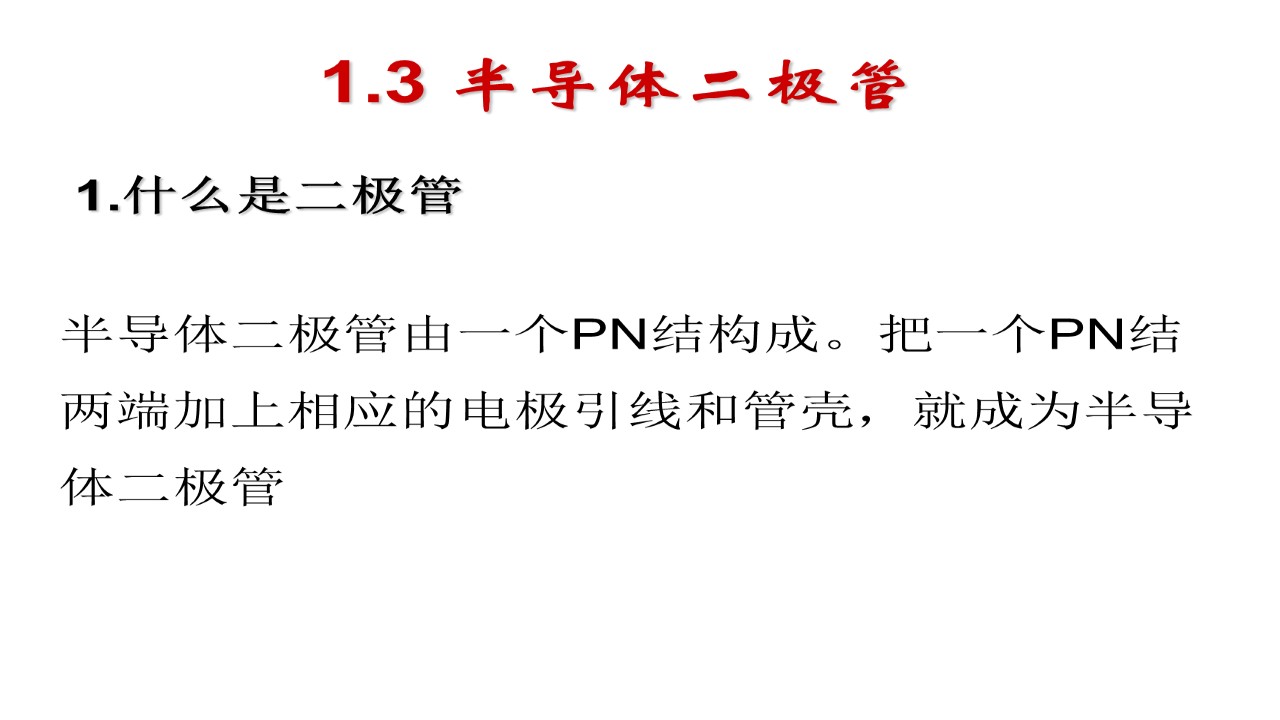 1.3 半导体二极管
1.什么是二极管
半导体二极管由一个PN结构成。把一个PN结
两端加上相应的电极引线和管壳，就成为半导
体二极管